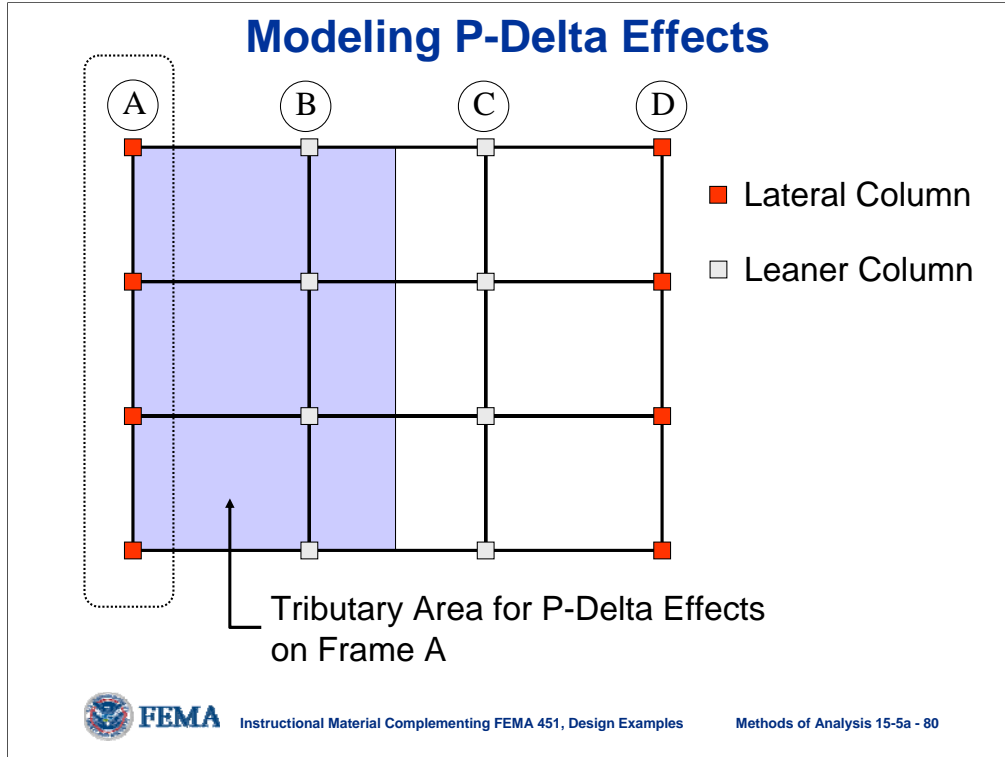 Modeling P-Delta Effects
A B C D
Lateral Column
Leaner Column
Tributary Area for P-Delta Effects
on Frame A
FEMA Instructional Material Complementing FEMA 451, Design Examples Methods of Analysis 15-5a - 80